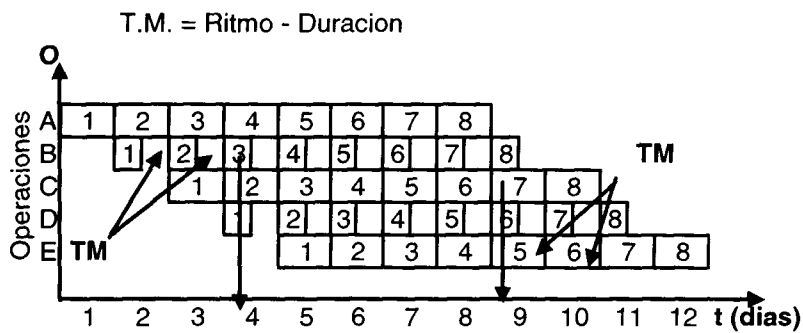 T.M. = Ritmo - Duracion
O
Operaciones
A 1 2 3 4 5 6 7 8
B 1 2 3 4 5 6 7 8
TM
C 1 2 3 4 5 6 7 8
D 1 2 3 4 5 6 7 8
TM
E 1 2 3 4 5 6 7 8
1 2 3 4 5 6 7 8 9 10 11 12 t (dias)